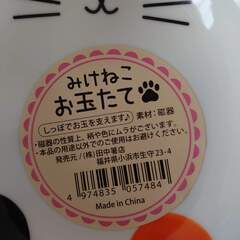 みけねこ
お玉たて
しっぽでお玉を支えます♪ 素材：磁器
・磁器の性質上、柄や色にムラがございます。
・本品の用途以外でのご使用はお避けください。
発売元／(株)田中箸店
福井県小浜市生守23-4
4 974835 057484
Made in China